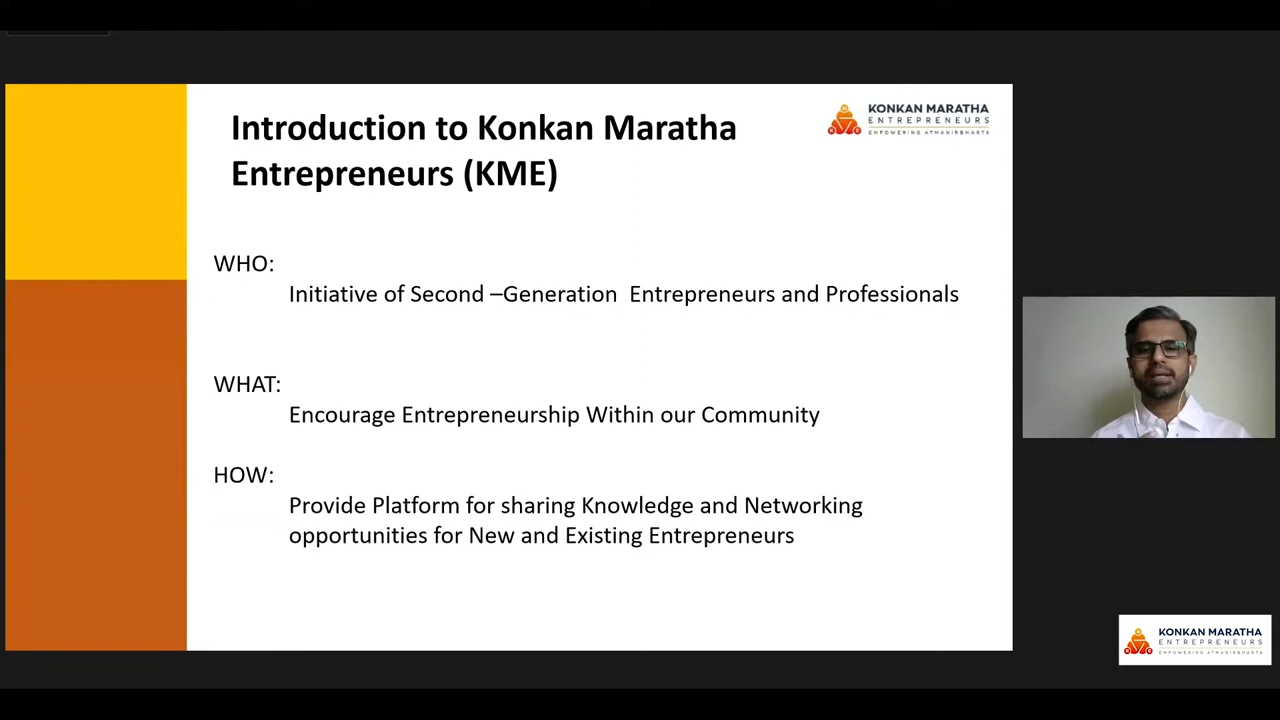 Introduction to Konkan Maratha
Entrepreneurs (KME)
KONKAN MARATHA
ENTREPRENEURS
EMPOWERING ATMANIRBHARTA
WHO:
Initiative of Second –Generation  Entrepreneurs and Professionals
WHAT:
Encourage Entrepreneurship Within our Community
HOW:
Provide Platform for sharing Knowledge and Networking
opportunities for New and Existing Entrepreneurs
KONKAN MARATHA
ENTREPRENEURS
EMPOWERING ATMANIRBHARTA